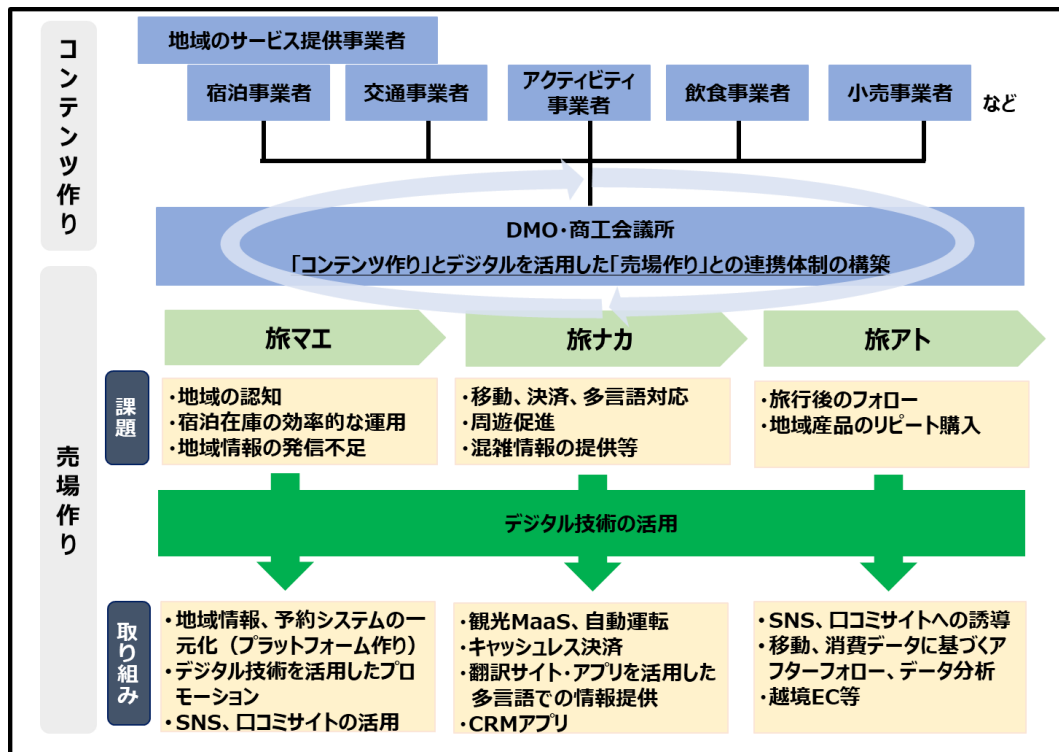 コンテンツ作り
地域のサービス提供事業者
宿泊事業者
交通事業者
アクティビティ
事業者
飲食事業者
小売事業者
など
DMO・商工会議所
「コンテンツ作り」とデジタルを活用した「売場作り」との連携体制の構築
売場作り
旅マエ
旅ナカ
旅アト
課題
・地域の認知
・宿泊在庫の効率的な運用
・地域情報の発信不足
・移動、決済、多言語対応
・周遊促進
・混雑情報の提供等
・旅行後のフォロー
・地域産品のリピート購入
デジタル技術の活用
取り組み
・地域情報、予約システムの一
元化（プラットフォーム作り）
・デジタル技術を活用したプロ
モーション
・SNS、口コミサイトの活用
・観光MaaS、自動運転
・キャッシュレス決済
・翻訳サイト・アプリを活用した
多言語での情報提供
・CRMアプリ
・SNS、口コミサイトへの誘導
・移動、消費データに基づくア
フターフォロー、データ分析
・越境EC等